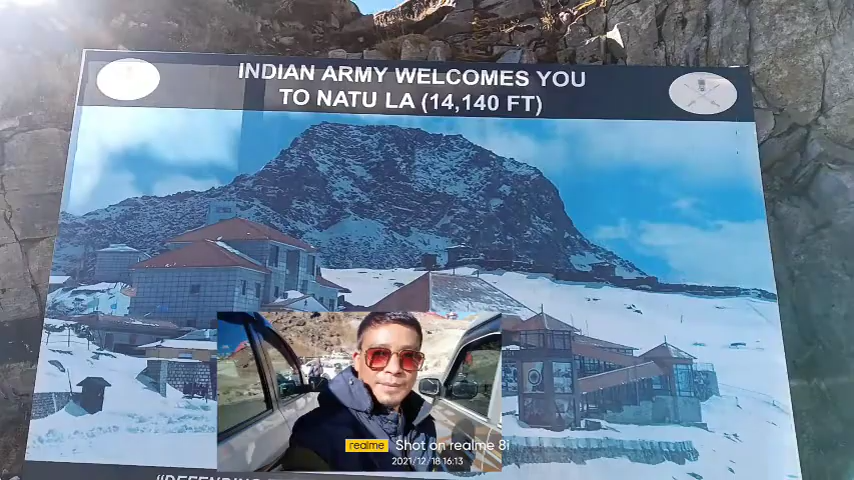 INDIAN ARMY WELCOMES YOU
TO NATU LA (14,140 FT)
realme
Shot on realme 8i
2021/12/18 16:13
"DEFENDING